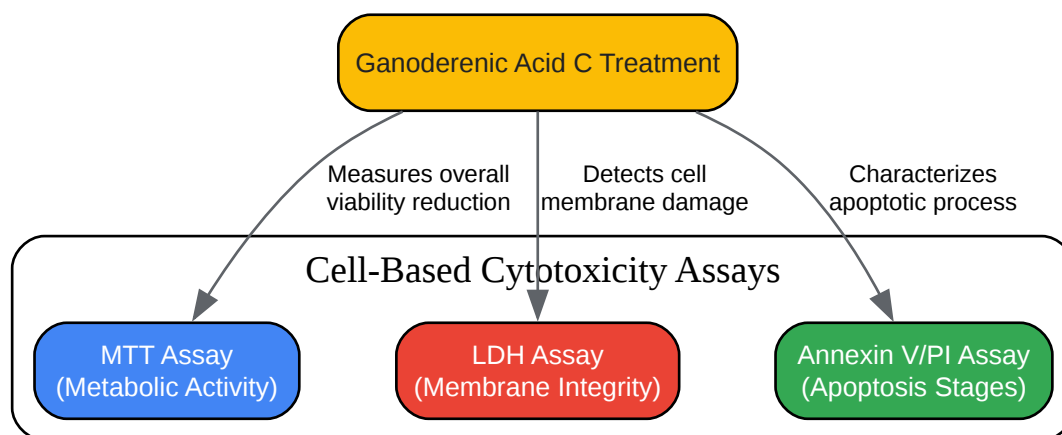 Ganoderenic Acid C Treatment
Measures overall
viability reduction
Detects cell
membrane damage
Characterizes
apoptotic process
Cell-Based Cytotoxicity Assays
MTT Assay
(Metabolic Activity)
LDH Assay
(Membrane Integrity)
Annexin V/PI Assay
(Apoptosis Stages)